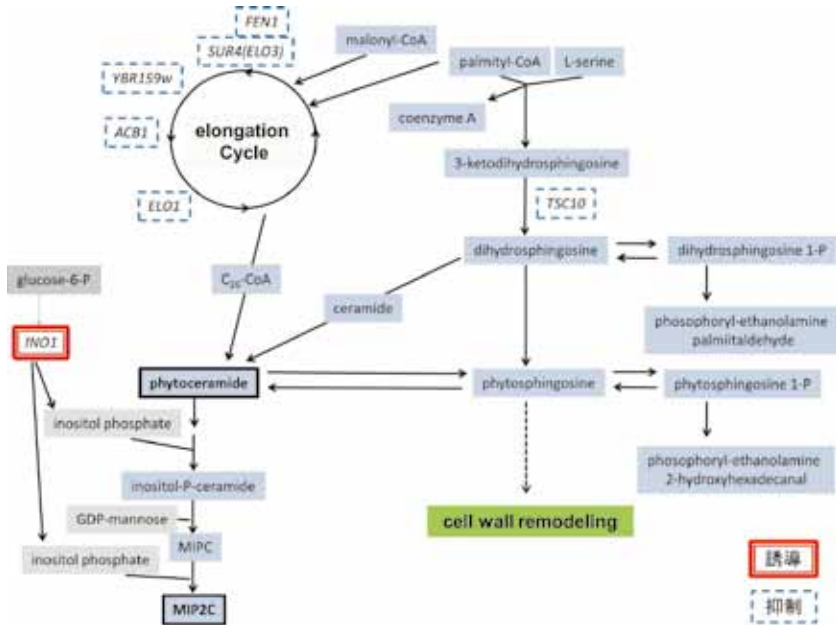 FEN1
SUR4(ELO3)
YBR159w
ACB1
ELO1
elongation
Cycle
malonyl-CoA
palmityl-CoA
L-serine
coenzyme A
3-ketodihydrosphingosine
TSC10
dihydrosphingosine
dihydrosphingosine 1-P
phosophoryl-ethanolamine
palmiitaldehyde
glucose-6-P
INO1
C26-CoA
ceramide
phytoceramide
phytosphingosine
phytosphingosine 1-P
phosophoryl-ethanolamine
2-hydroxyhexadecanal
inositol phosphate
inositol-P-ceramide
GDP-mannose
MIPC
inositol phosphate
MIP2C
cell wall remodeling
誘導
抑制